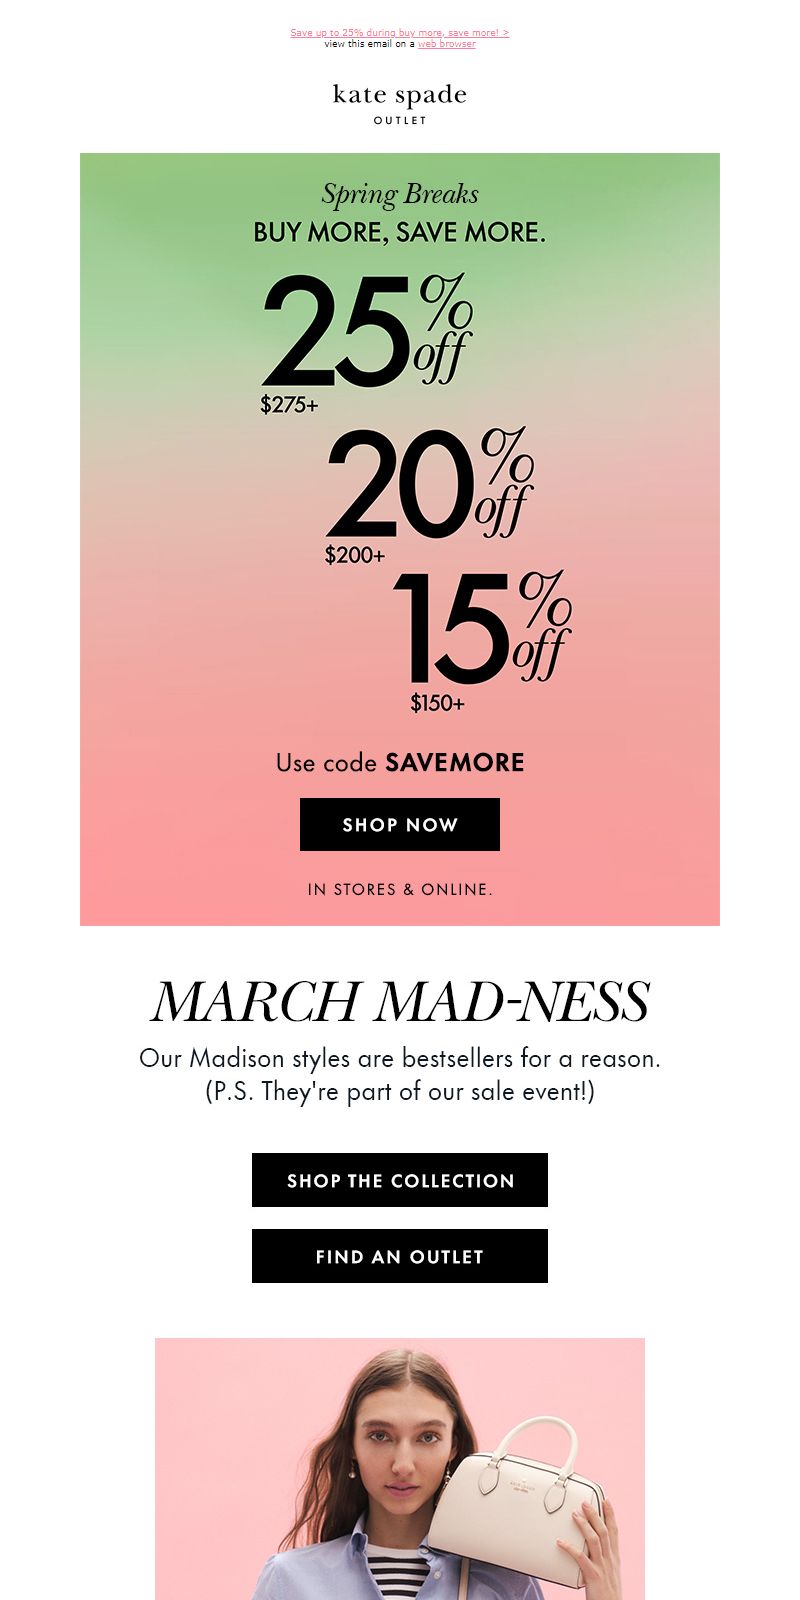 Save up to 25% during buy more, save more! >
view this email on a web browser
kate spade
OUTLET
Spring Breaks
BUY MORE, SAVE MORE.
25% off
$275+
20% off
$200+
15% off
$150+
Use code SAVEMORE
SHOP NOW
IN STORES & ONLINE.
MARCH MAD-NESS
Our Madison styles are bestsellers for a reason.
(P.S. They're part of our sale event!)
SHOP THE COLLECTION
FIND AN OUTLET